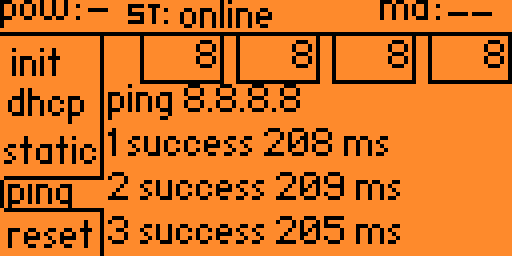 pow:- ST: online ma:--
init 8 8 8 8
dhcp ping 8.8.8.8
static 1 success 208 ms
ping 2 success 209 ms
reset 3 success 205 ms